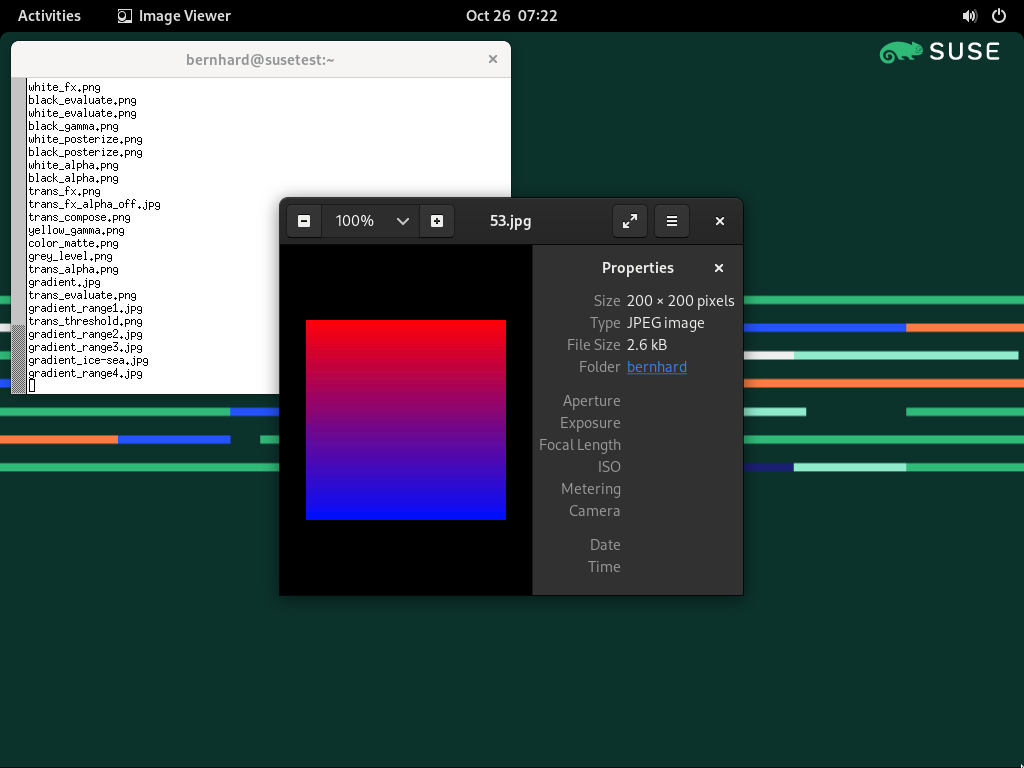 Activities Image Viewer Oct 26 07:22
SUSE
bernhard@susetest:~
white_fx.png
black_evaluate.png
white_evaluate.png
black_gamma.png
white_posterize.png
black_posterize.png
white_alpha.png
black_alpha.png
trans_fx.png
trans_fx_alpha_off.jpg
trans_compose.png
yellow_gamma.png
color_matte.png
grey_level.png
trans_alpha.png
gradient.jpg
trans_evaluate.png
gradient_range1.jpg
trans_threshold.png
gradient_range2.jpg
gradient_range3.jpg
gradient_ice-sea.jpg
gradient_range4.jpg
100% 53.jpg
Properties
Size 200 × 200 pixels
Type JPEG image
File Size 2.6 kB
Folder bernhard
Aperture
Exposure
Focal Length
ISO
Metering
Camera
Date
Time